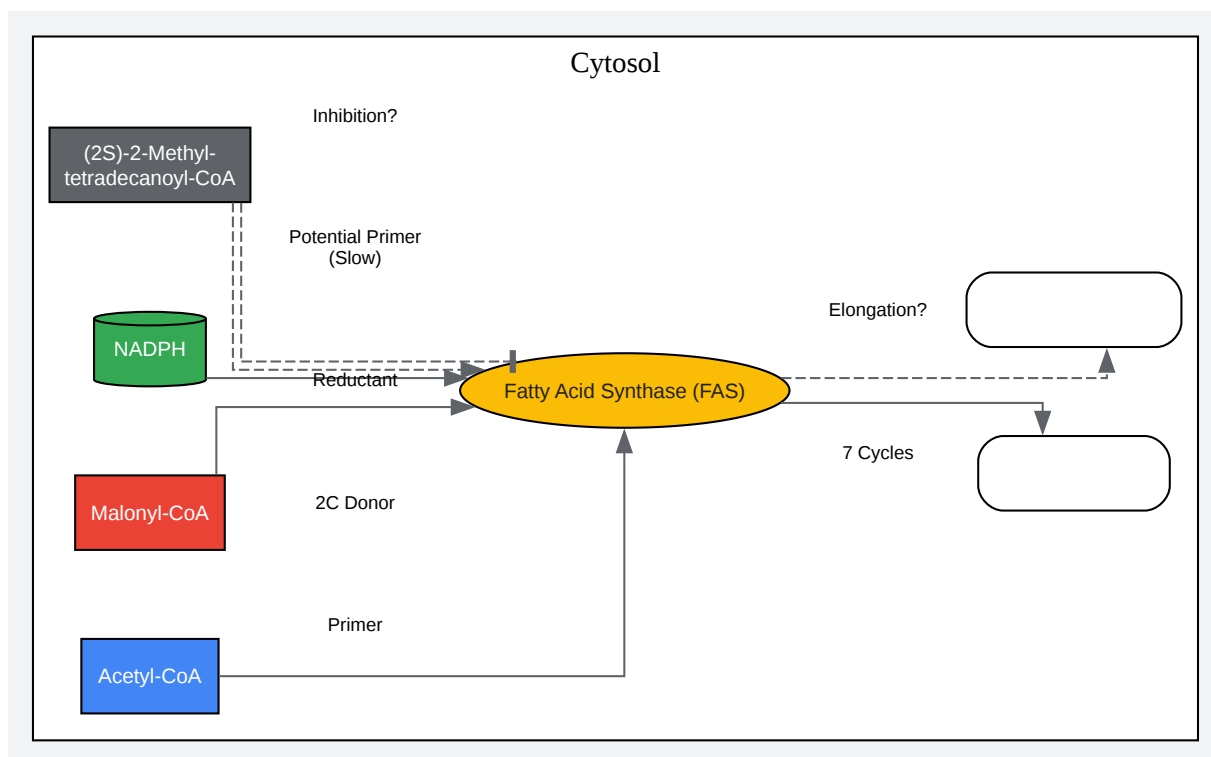 Cytosol
Inhibition?
(2S)-2-Methyl-
tetradecanoyl-CoA
Potential Primer
(Slow)
Elongation?
NADPH
Reductant
Fatty Acid Synthase (FAS)
7 Cycles
2C Donor
Malonyl-CoA
Primer
Acetyl-CoA